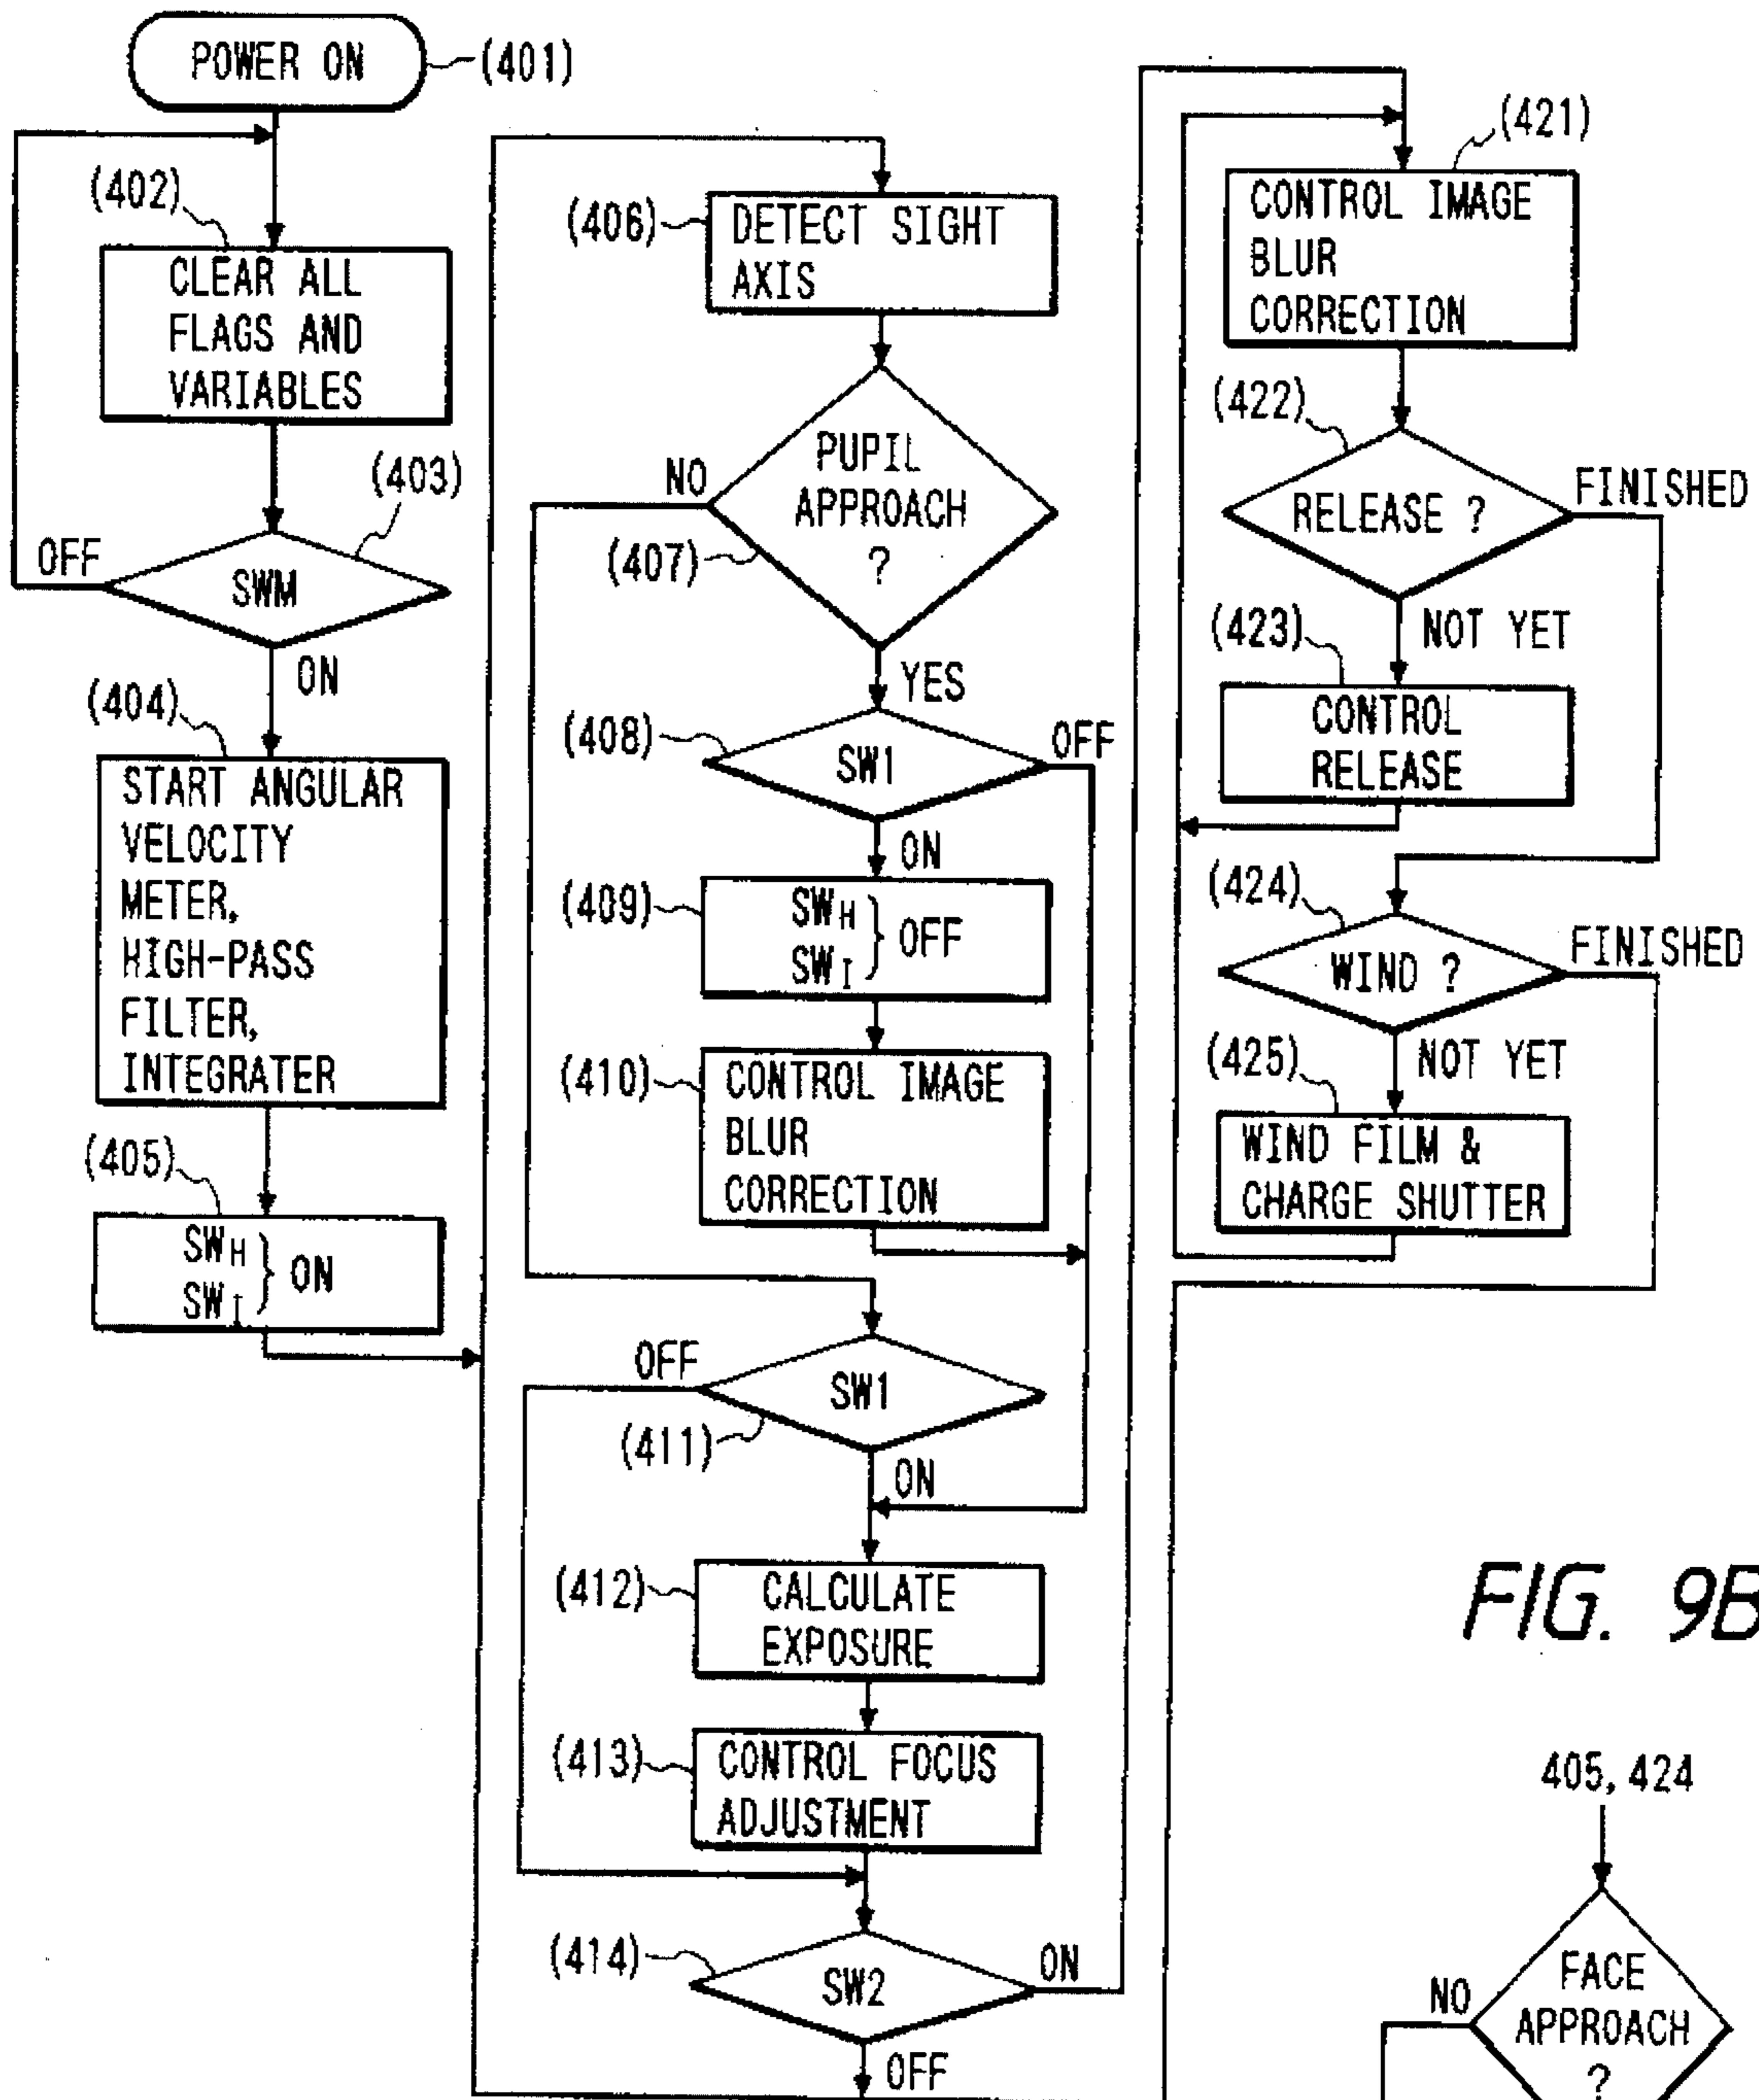 POWER ON
(401)
(402)
CLEAR ALL
FLAGS AND
VARIABLES
(403)
OFF
SWM
ON
(404)
START ANGULAR
VELOCITY
METER,
HIGH-PASS
FILTER,
INTEGRATER
(405)
SWH
SWI
} ON
(406)
DETECT SIGHT
AXIS
NO
PUPIL
APPROACH
?
(407)
YES
(408)
SW1
OFF
ON
(409)
SWH
SWI
} OFF
(410)
CONTROL IMAGE
BLUR
CORRECTION
OFF
SW1
(411)
ON
(412)
CALCULATE
EXPOSURE
(413)
CONTROL FOCUS
ADJUSTMENT
(414)
SW2
ON
OFF
(421)
CONTROL IMAGE
BLUR
CORRECTION
(422)
RELEASE ?
FINISHED
NOT YET
(423)
CONTROL
RELEASE
(424)
WIND ?
FINISHED
NOT YET
(425)
WIND FILM &
CHARGE SHUTTER
FIG. 9B
405, 424
NO
FACE
APPROACH
?